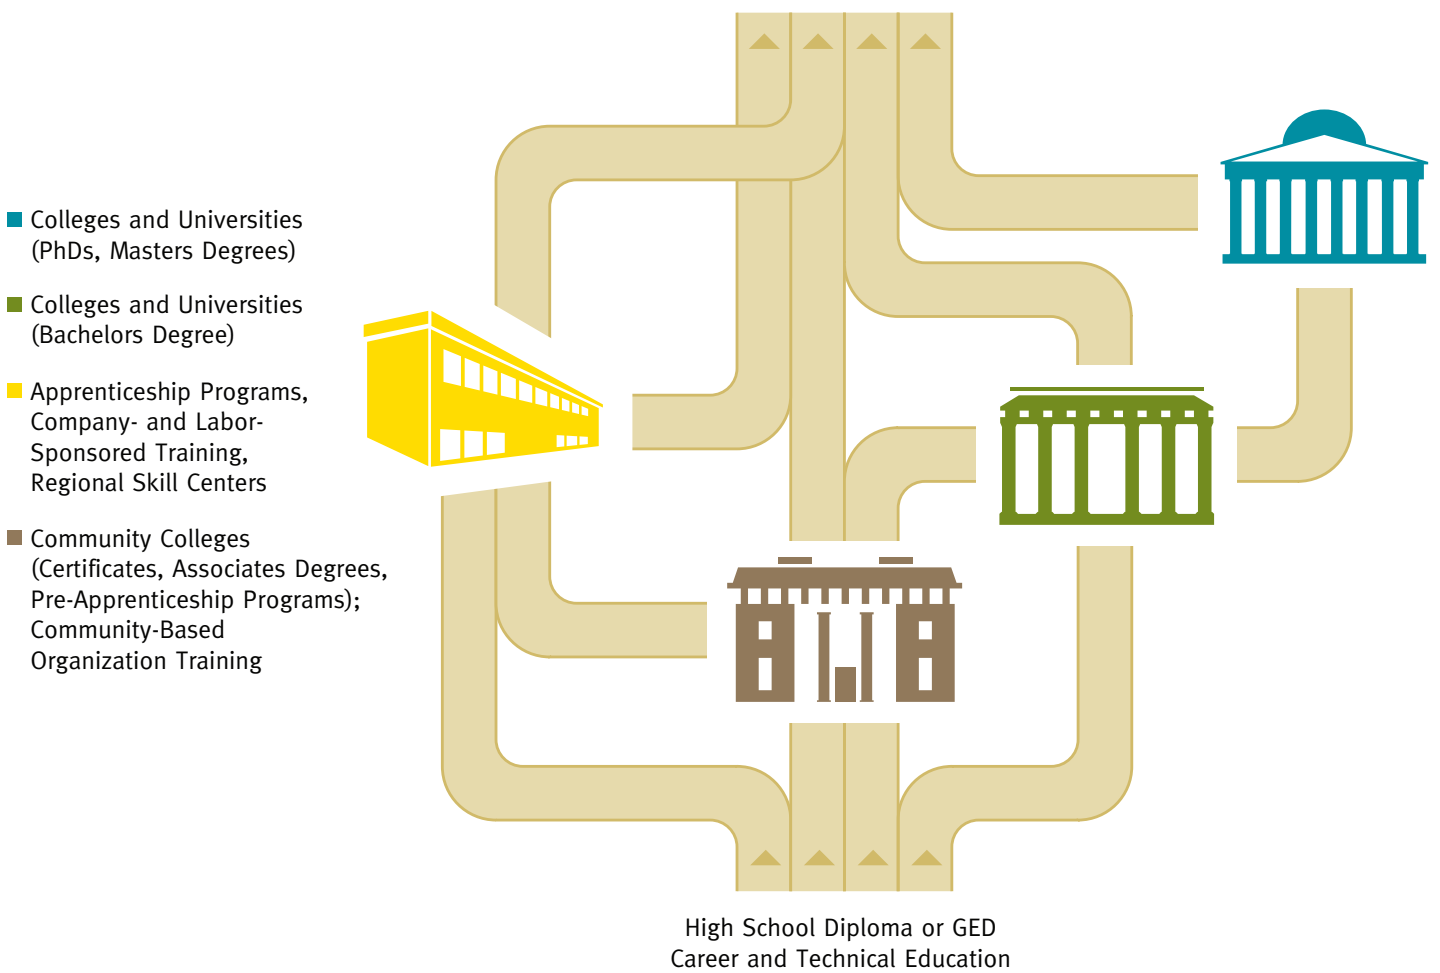 Colleges and Universities
(PhDs, Masters Degrees)
Colleges and Universities
(Bachelors Degree)
Apprenticeship Programs,
Company- and Labor-
Sponsored Training,
Regional Skill Centers
Community Colleges
(Certificates, Associates Degrees,
Pre-Apprenticeship Programs);
Community-Based
Organization Training
High School Diploma or GED
Career and Technical Education